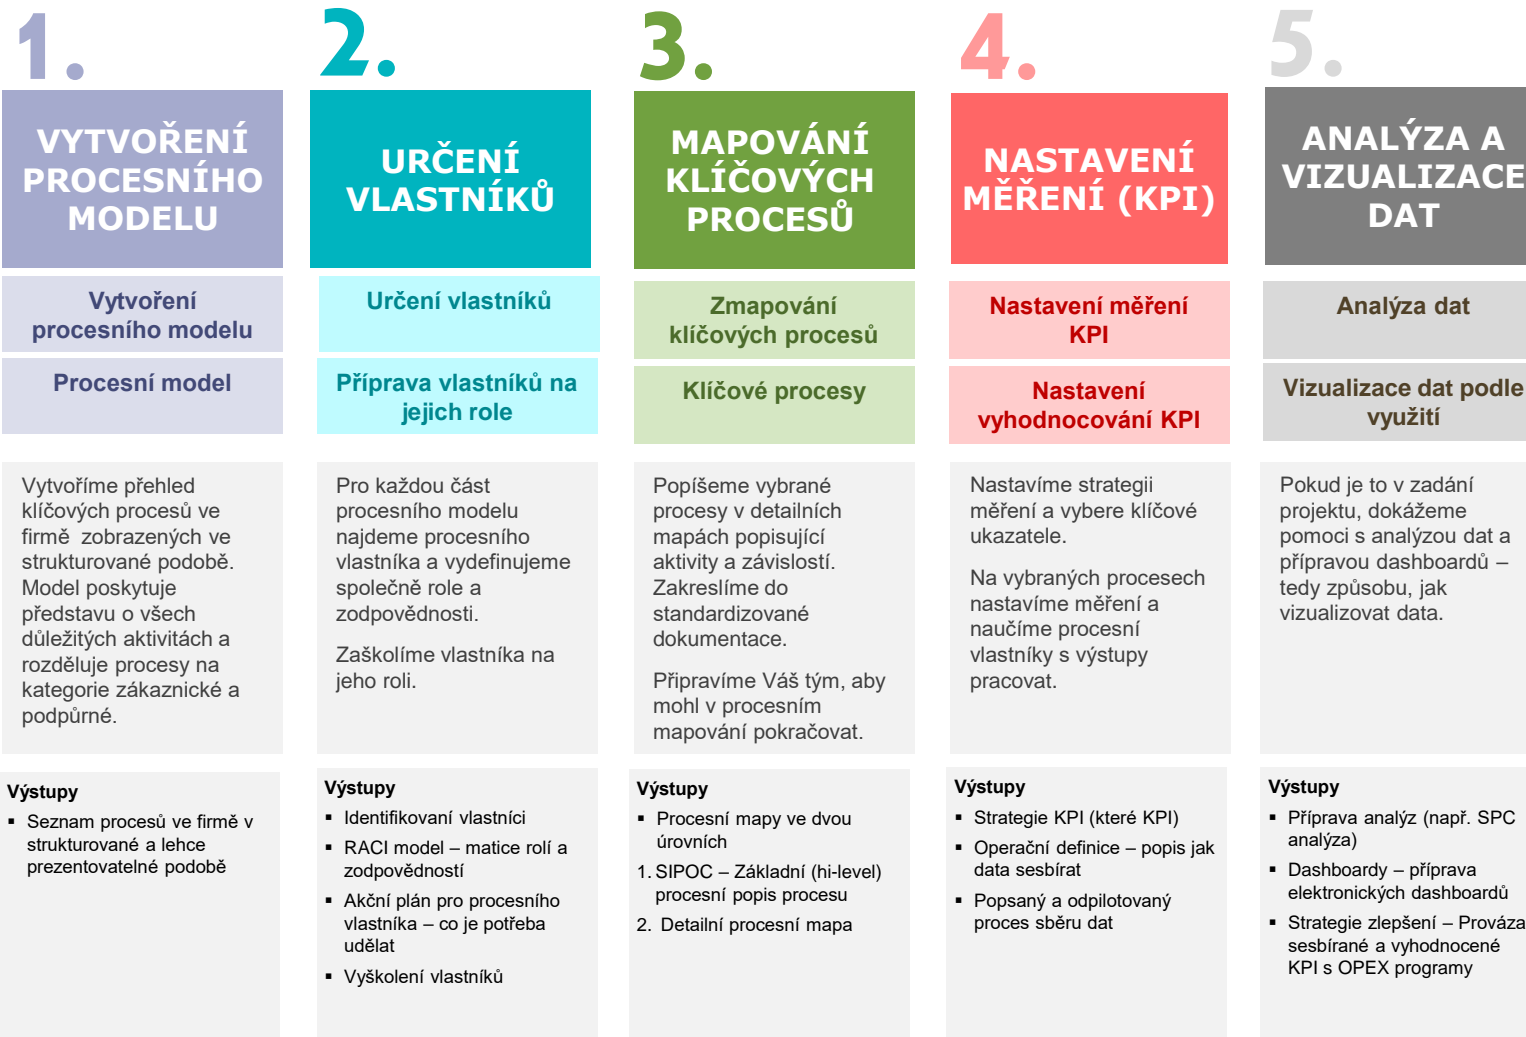 1.
VYTVOŘENÍ
PROCESNÍHO
MODELU
Vytvoření
procesního modelu
Procesní model
Vytvoříme přehled
klíčových procesů ve
firmě  zobrazených ve
strukturované podobě.
Model poskytuje
představu o všech
důležitých aktivitách a
rozděluje procesy na
kategorie zákaznické a
podpůrné.
Výstupy
▪ Seznam procesů ve firmě v
strukturované a lehce
prezentovatelné podobě
2.
URČENÍ
VLASTNÍKŮ
Určení vlastníků
Příprava vlastníků na
jejich role
Pro každou část
procesního modelu
najdeme procesního
vlastníka a vydefinujeme
společně role a
zodpovědnosti.
Zaškolíme vlastníka na
jeho roli.
Výstupy
▪ Identifikovaní vlastníci
▪ RACI model – matice rolí a
zodpovědností
▪ Akční plán pro procesního
vlastníka – co je potřeba
udělat
▪ Vyškolení vlastníků
3.
MAPOVÁNÍ
KLÍČOVÝCH
PROCESŮ
Zmapování
klíčových procesů
Klíčové procesy
Popíšeme vybrané
procesy v detailních
mapách popisující
aktivity a závislostí.
Zakreslíme do
standardizované
dokumentace.
Připravíme Váš tým, aby
mohl v procesním
mapování pokračovat.
Výstupy
▪ Procesní mapy ve dvou
úrovních
1. SIPOC – Základní (hi-level)
procesní popis procesu
2. Detailní procesní mapa
4.
NASTAVENÍ
MĚŘENÍ (KPI)
Nastavení měření
KPI
Nastavení
vyhodnocování KPI
Nastavíme strategii
měření a vybere klíčové
ukazatele.
Na vybraných procesech
nastavíme měření a
naučíme procesní
vlastníky s výstupy
pracovat.
Výstupy
▪ Strategie KPI (které KPI)
▪ Operační definice – popis jak
data sesbírat
▪ Popsaný a odpilotovaný
proces sběru dat
5.
ANALÝZA A
VIZUALIZACE
DAT
Analýza dat
Vizualizace dat podle
využití
Pokud je to v zadání
projektu, dokážeme
pomoci s analýzou dat a
přípravou dashboardů –
tedy způsobu, jak
vizualizovat data.
Výstupy
▪ Příprava analýz (např. SPC
analýza)
▪ Dashboardy – příprava
elektronických dashboardů
▪ Strategie zlepšení – Prováza
sesbírané a vyhodnocené
KPI s OPEX programy